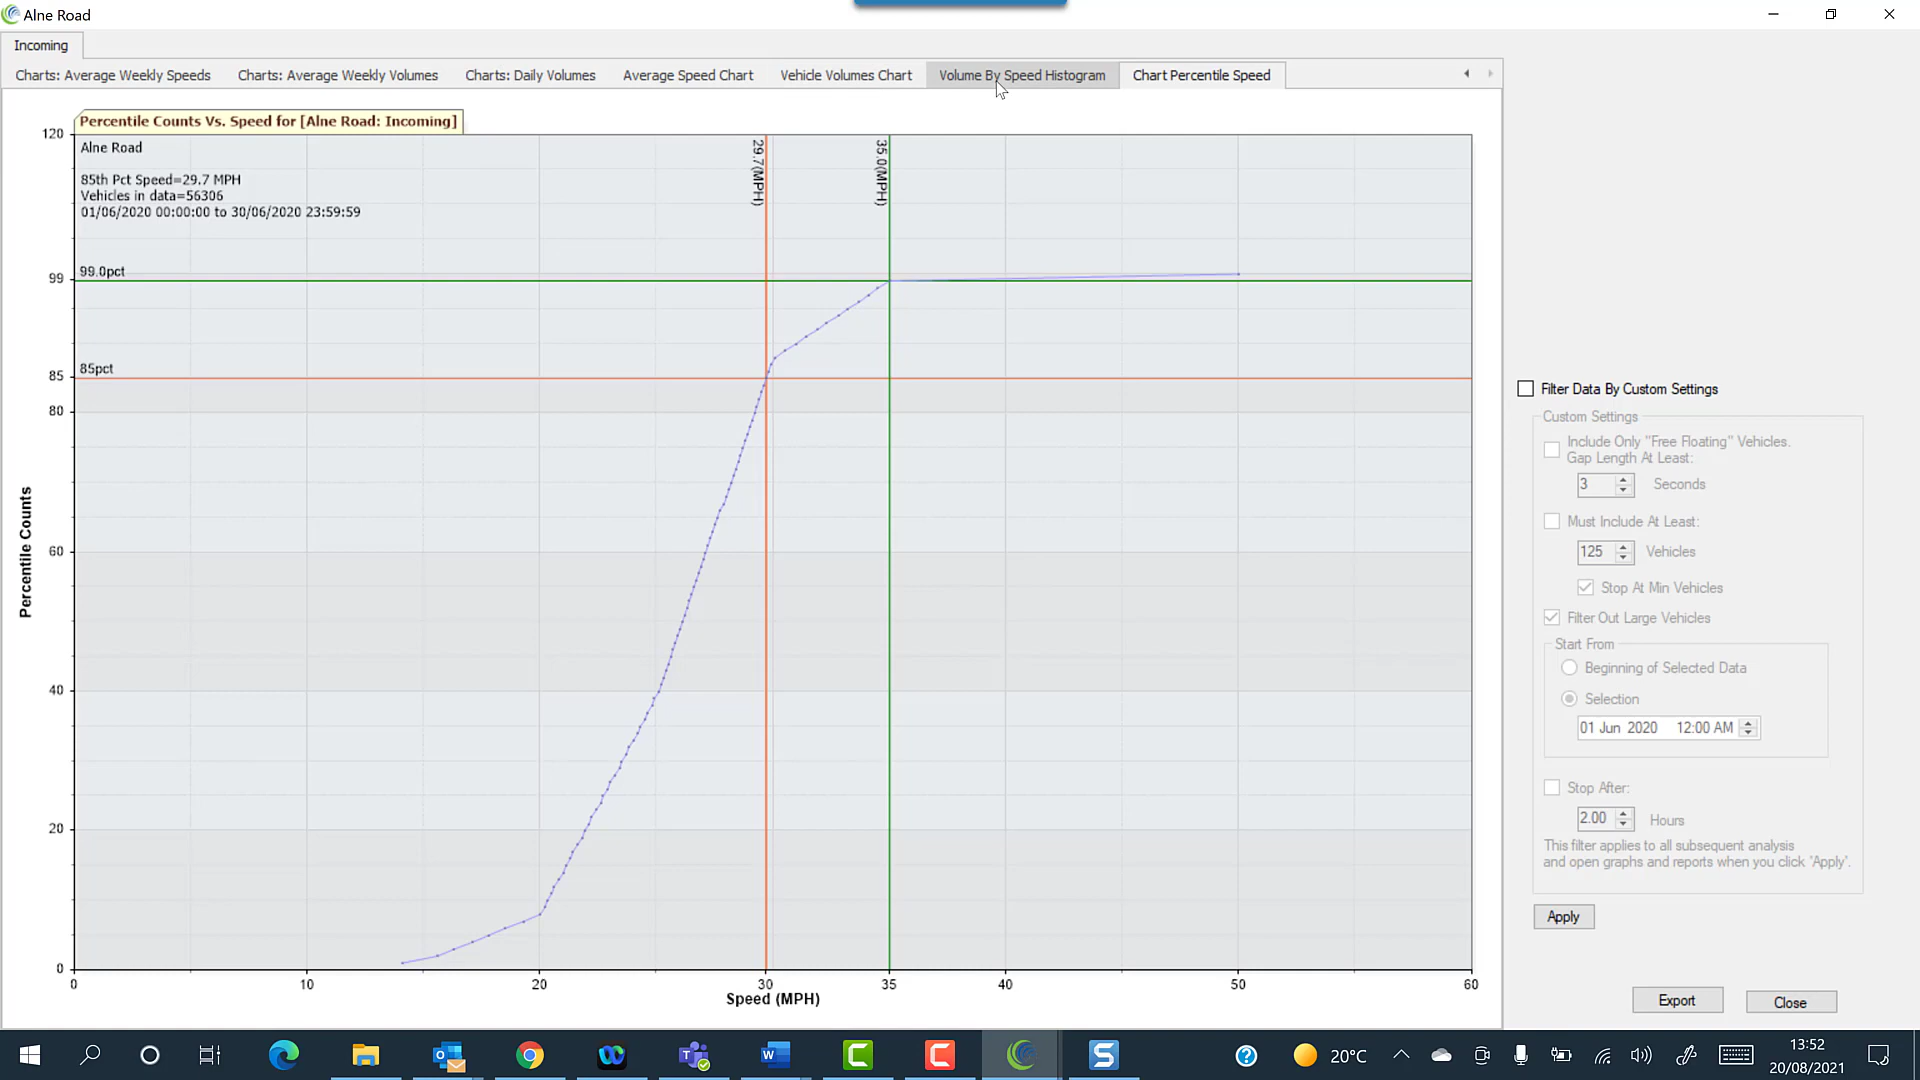 Alne Road
Incoming
Charts: Average Weekly Speeds
Charts: Average Weekly Volumes
Charts: Daily Volumes
Average Speed Chart
Vehicle Volumes Chart
Volume By Speed Histogram
Chart Percentile Speed
Percentile Counts Vs. Speed for [Alne Road: Incoming]
Alne Road
85th Pct Speed=29.7 MPH
Vehicles in data=56306
01/06/2020 00:00:00 to 30/06/2020 23:59:59
29.7(MPH)
35.0(MPH)
99.0pct
85pct
120
99
85
80
60
40
20
0
Percentile Counts
0
10
20
30
35
40
50
60
Speed (MPH)
Filter Data By Custom Settings
Custom Settings
Include Only "Free Floating" Vehicles.
Gap Length At Least:
3
Seconds
Must Include At Least:
125
Vehicles
Stop At Min Vehicles
Filter Out Large Vehicles
Start From
Beginning of Selected Data
Selection
01 Jun 2020 12:00 AM
Stop After:
2.00
Hours
This filter applies to all subsequent analysis
and open graphs and reports when you click 'Apply'.
Apply
Export
Close
20°C
13:52
20/08/2021